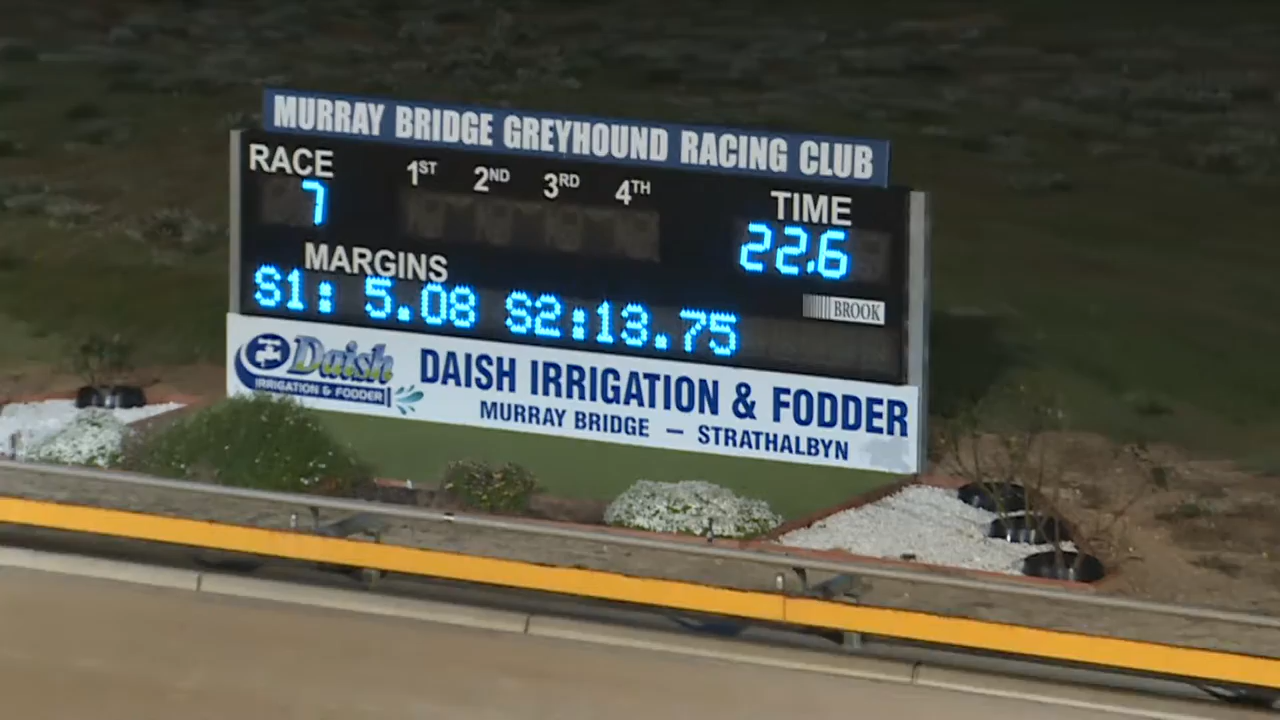 MURRAY BRIDGE GREYHOUND RACING CLUB
RACE 1ST 2ND 3RD 4TH TIME
7 22.6
MARGINS
S1: 5.08 S2:13.75
BROOK
Daish
IRRIGATION & FODDER
DAISH IRRIGATION & FODDER
MURRAY BRIDGE — STRATHALBYN